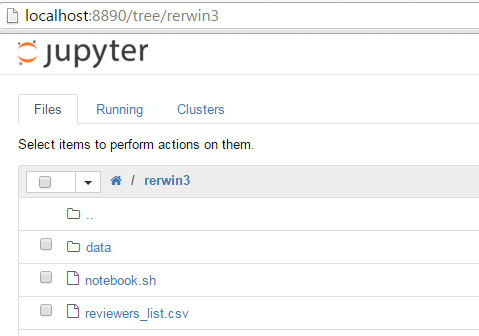 localhost:8890/tree/rerwin3
jupyter
Files Running Clusters
Select items to perform actions on them.
/ rerwin3
..
data
notebook.sh
reviewers_list.csv